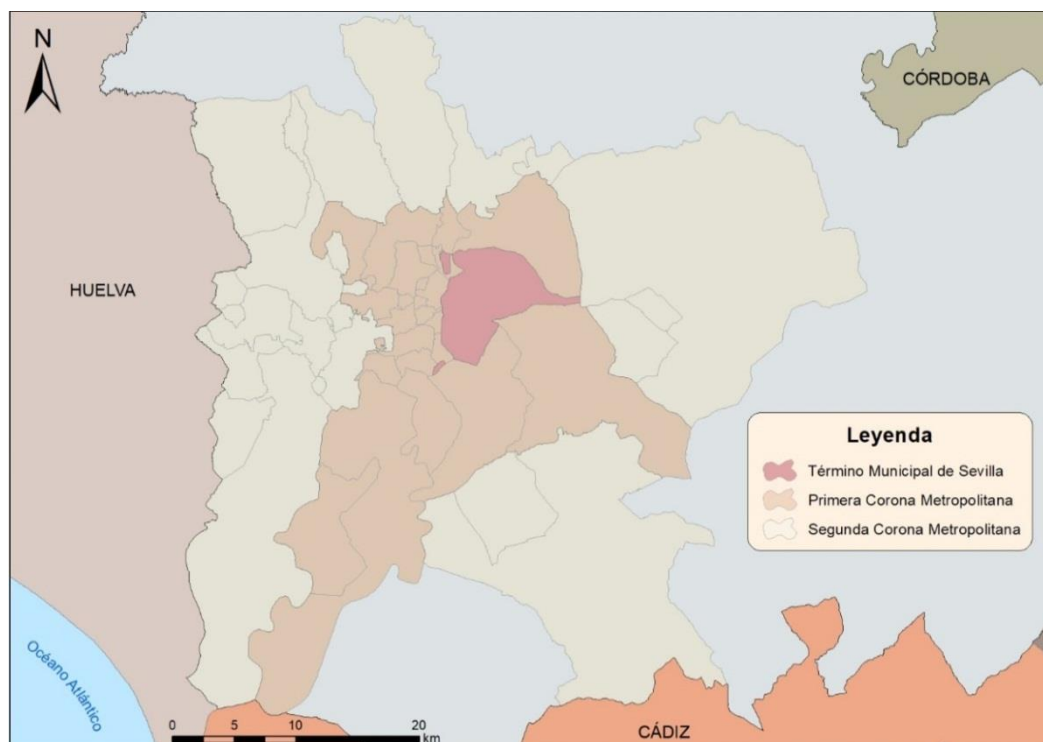 N
CÓRDOBA
HUELVA
Leyenda
Término Municipal de Sevilla
Primera Corona Metropolitana
Segunda Corona Metropolitana
Océano Atlántico
0 5 10 20
km
CÁDIZ